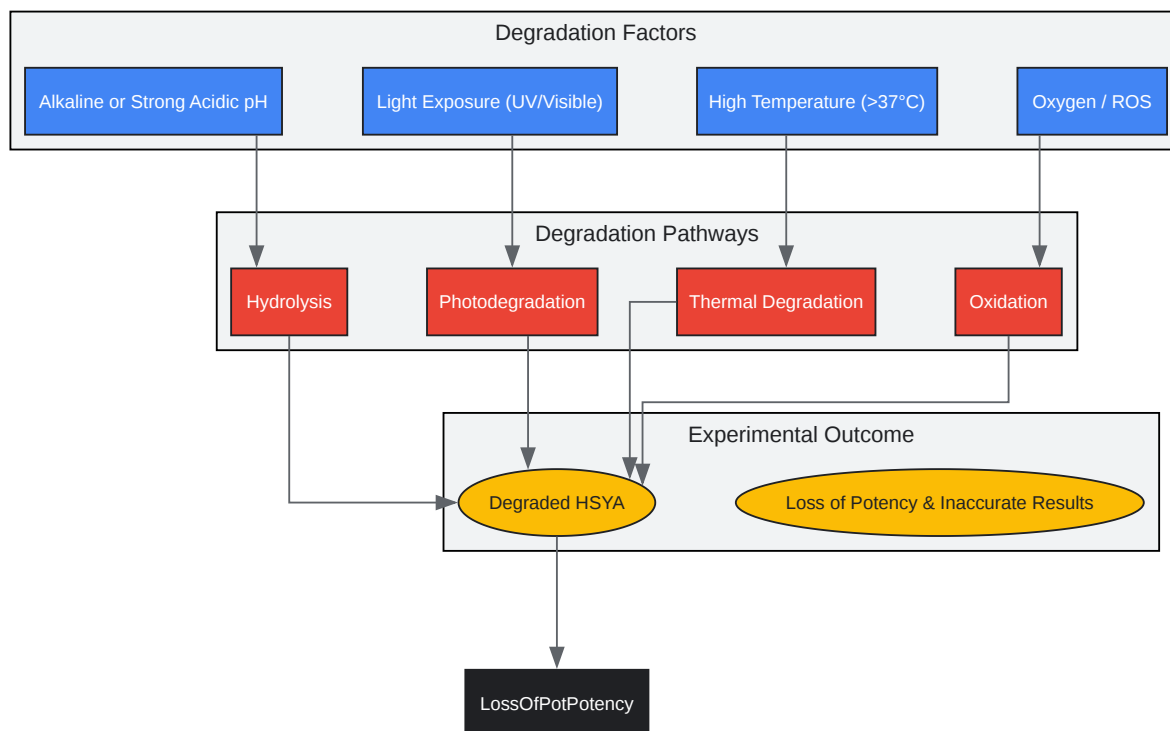 Degradation Factors
Alkaline or Strong Acidic pH
Light Exposure (UV/Visible)
High Temperature (>37°C)
Oxygen / ROS
Degradation Pathways
Hydrolysis
Photodegradation
Thermal Degradation
Oxidation
Experimental Outcome
Degraded HSYA
Loss of Potency & Inaccurate Results
LossOfPotPotency